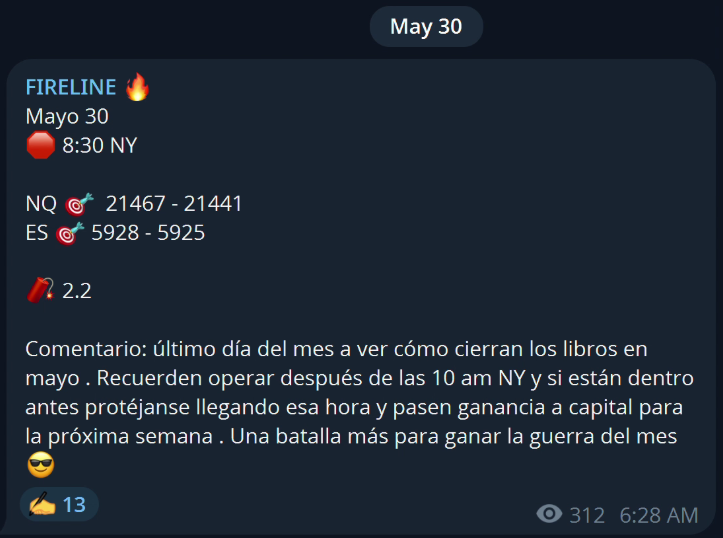 May 30
FIRELINE 🔥
Mayo 30
🛑 8:30 NY
NQ 🎯 21467 - 21441
ES 🎯 5928 - 5925
🧨 2.2
Comentario: último día del mes a ver cómo cierran los libros en
mayo . Recuerden operar después de las 10 am NY y si están dentro
antes protéjanse llegando esa hora y pasen ganancia a capital para
la próxima semana . Una batalla más para ganar la guerra del mes
😎
✍ 13
312 6:28 AM